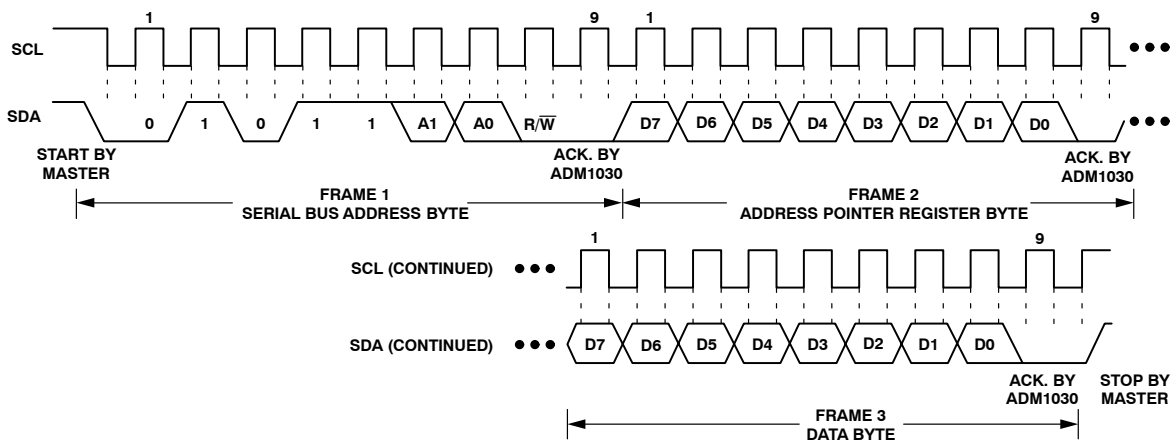 1 9 1 9
SCL
SDA 0 1 0 1 1 A1 A0 R/W̅ D7 D6 D5 D4 D3 D2 D1 D0
START BY
MASTER
ACK. BY
ADM1030
ACK. BY
ADM1030
FRAME 1
SERIAL BUS ADDRESS BYTE
FRAME 2
ADDRESS POINTER REGISTER BYTE
1 9
SCL (CONTINUED)
SDA (CONTINUED) D7 D6 D5 D4 D3 D2 D1 D0
ACK. BY
ADM1030
STOP BY
MASTER
FRAME 3
DATA BYTE